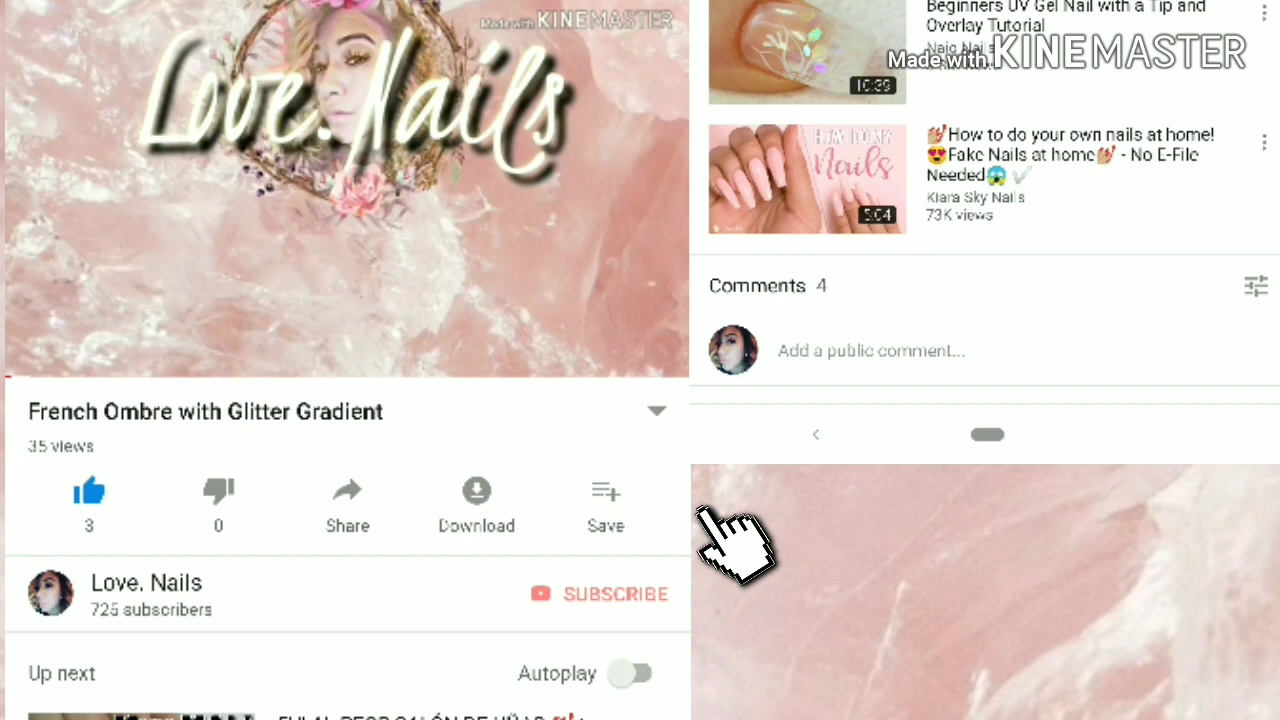 Made with KINEMASTER
Love. Nails
French Ombre with Glitter Gradient
35 views
3
0
Share
Download
Save
Love. Nails
725 subscribers
SUBSCRIBE
Up next
Autoplay
Beginners UV Gel Nail with a Tip and
Overlay Tutorial
Made with KINEMASTER
10:39
💅How to do your own nails at home!
😍Fake Nails at home💅 - No E-File
Needed😱✔
Kiara Sky Nails
73K views
HOW I DO MY
Nails
5:04
Comments 4
Add a public comment...